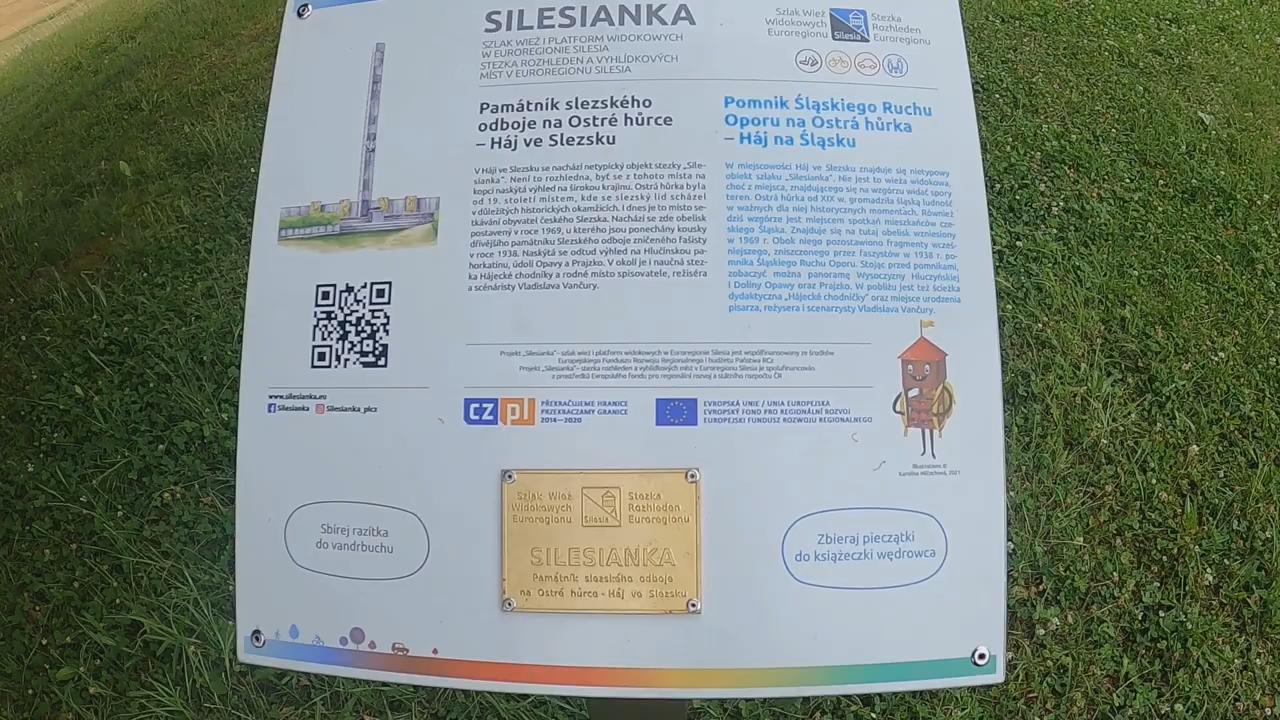 SILESIANKA
SZLAK WIEŻ I PLATFORM WIDOKOWYCH
W EUROREGIONIE SILESIA
STEZKA ROZHLEDEN A VYHLÍDKOVÝCH
MÍST V EUROREGIONU SILESIA
Szlak Wież
Widokowych
Euroregionu
Silesia
Stezka
Rozhleden
Euroregionu
Památník slezského
odboje na Ostré hůrce
– Háj ve Slezsku
V Háji ve Slezsku se nachází netypický objekt stezky „Sile-
sianka“. Není to rozhledna, byť se z tohoto místa na
kopci naskýtá výhled na širokou krajinu. Ostrá hůrka byla
od 19. století místem, kde se slezský lid scházel
v důležitých historických okamžicích. I dnes je to místo se-
tkávání obyvatel českého Slezska. Nachází se zde obelisk
postavený v roce 1969, u kterého jsou ponechány kousky
dřívějšího památníku Slezského odboje zničeného fašisty
v roce 1938. Naskýtá se odtud výhled na Hlučínskou pa-
horkatinu, údolí Opavy a Prajzko. V okolí je i naučná stez-
ka Hájecké chodníky a rodné místo spisovatele, režiséra
a scénáristy Vladislava Vančury.
Pomnik Śląskiego Ruchu
Oporu na Ostrá hůrka
– Háj na Śląsku
W miejscowości Háj ve Slezsku znajduje się nietypowy
obiekt szlaku „Silesianka”. Nie jest to wieża widokowa,
choć z miejsca, znajdującego się na wzgórzu widać spory
teren. Ostrá hůrka od XIX w. gromadziła śląską ludność
w ważnych dla niej historycznych momentach. Również
dziś wzgórze jest miejscem spotkań mieszkańców cze-
skiego Śląska. Znajduje się na tutaj obelisk wzniesiony
w 1969 r. Obok niego pozostawiono fragmenty wcześ-
niejszego, zniszczonego przez faszystów w 1938 r. po-
mnika Śląskiego Ruchu Oporu. Stojąc przed pomnikami,
zobaczyć można panoramę Wysoczyzny Hluczyńskiej
i Doliny Opawy oraz Prajzko. W pobliżu jest też ścieżka
dydaktyczna „Hájecké chodníčky” oraz miejsce urodzenia
pisarza, reżysera i scenarzysty Vladislava Vančury.
Projekt „Silesianka”– szlak wież i platform widokowych w Euroregionie Silesia jest współfinansowany ze środków
Europejskiego Funduszu Rozwoju Regionalnego i budżetu Państwa RCz
Projekt „Silesianka”– stezka rozhleden a vyhlídkových míst v Euroregionu Silesia je spolufinancován
z prostředků Evropského fondu pro regionální rozvoj a státního rozpočtu ČR
www.silesianka.eu
Silesianka Silesianka_plcz
CZ pl
PŘEKRAČUJEME HRANICE
PRZEKRACZAMY GRANICE
2014—2020
EVROPSKÁ UNIE / UNIA EUROPEJSKA
EVROPSKÝ FOND PRO REGIONÁLNÍ ROZVOJ
EUROPEJSKI FUNDUSZ ROZWOJU REGIONALNEGO
Illustrations ©
2021
Sbírej razítka
do vandrbuchu
Szlak Wież
Widokowych
Euroregionu
Silesia
Stezka
Rozhleden
Euroregionu
SILESIANKA
Památník slezského odboje
na Ostré hůrce - Háj ve Slezsku
Zbieraj pieczątki
do książeczki wędrowca